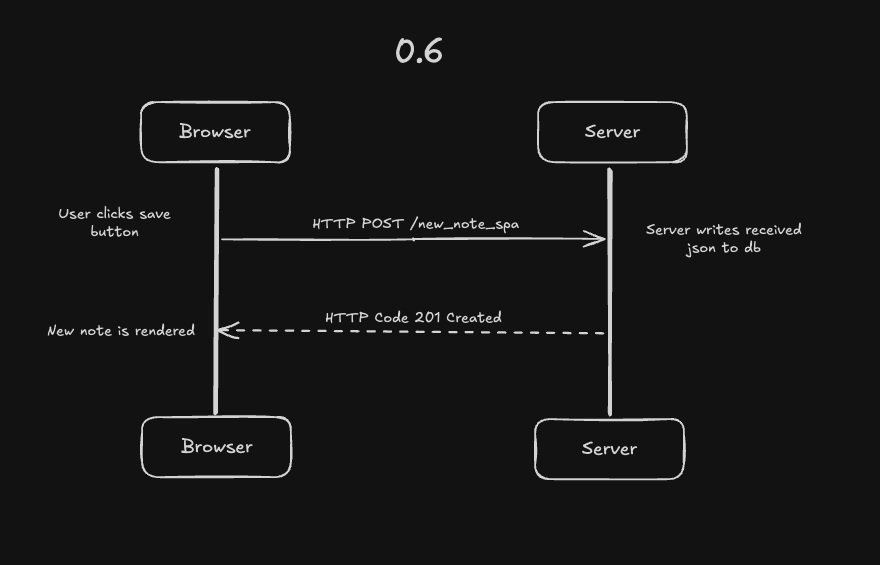 0.6
Browser
Server
User clicks save
button
HTTP POST /new_note_spa
Server writes received
json to db
HTTP Code 201 Created
New note is rendered
Browser
Server